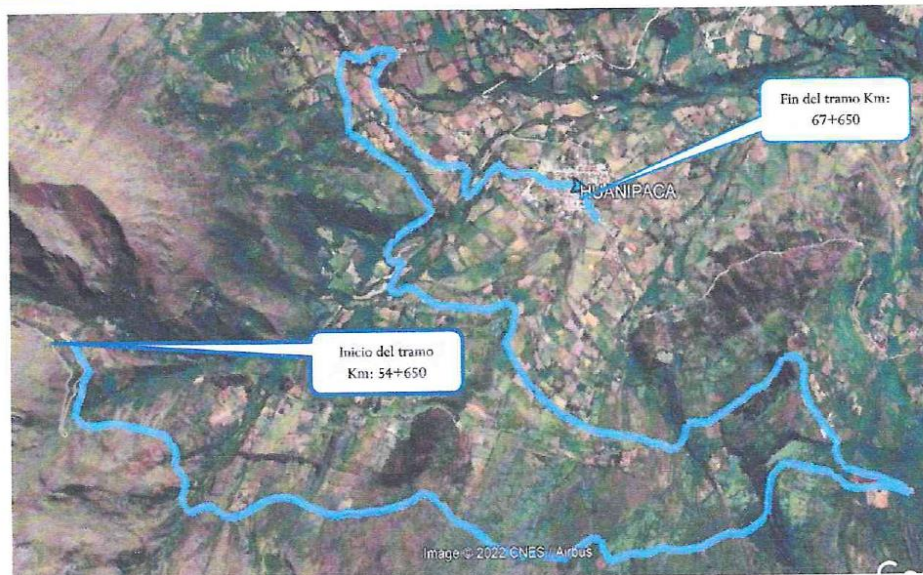 Fin del tramo Km:
67+650
HUANIPACA
Inicio del tramo
Km: 54+650
Image © 2022 CNES / Airbus